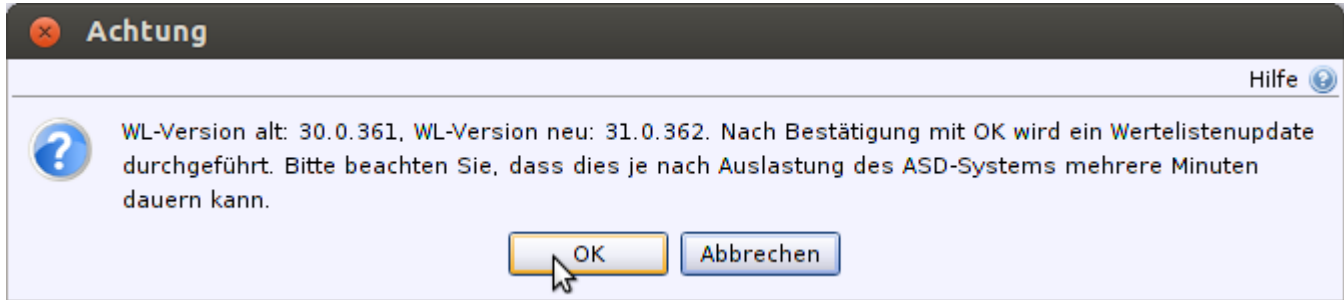 Achtung
Hilfe
WL-Version alt: 30.0.361, WL-Version neu: 31.0.362. Nach Bestätigung mit OK wird ein Wertelistenupdate
durchgeführt. Bitte beachten Sie, dass dies je nach Auslastung des ASD-Systems mehrere Minuten
dauern kann.
OK Abbrechen